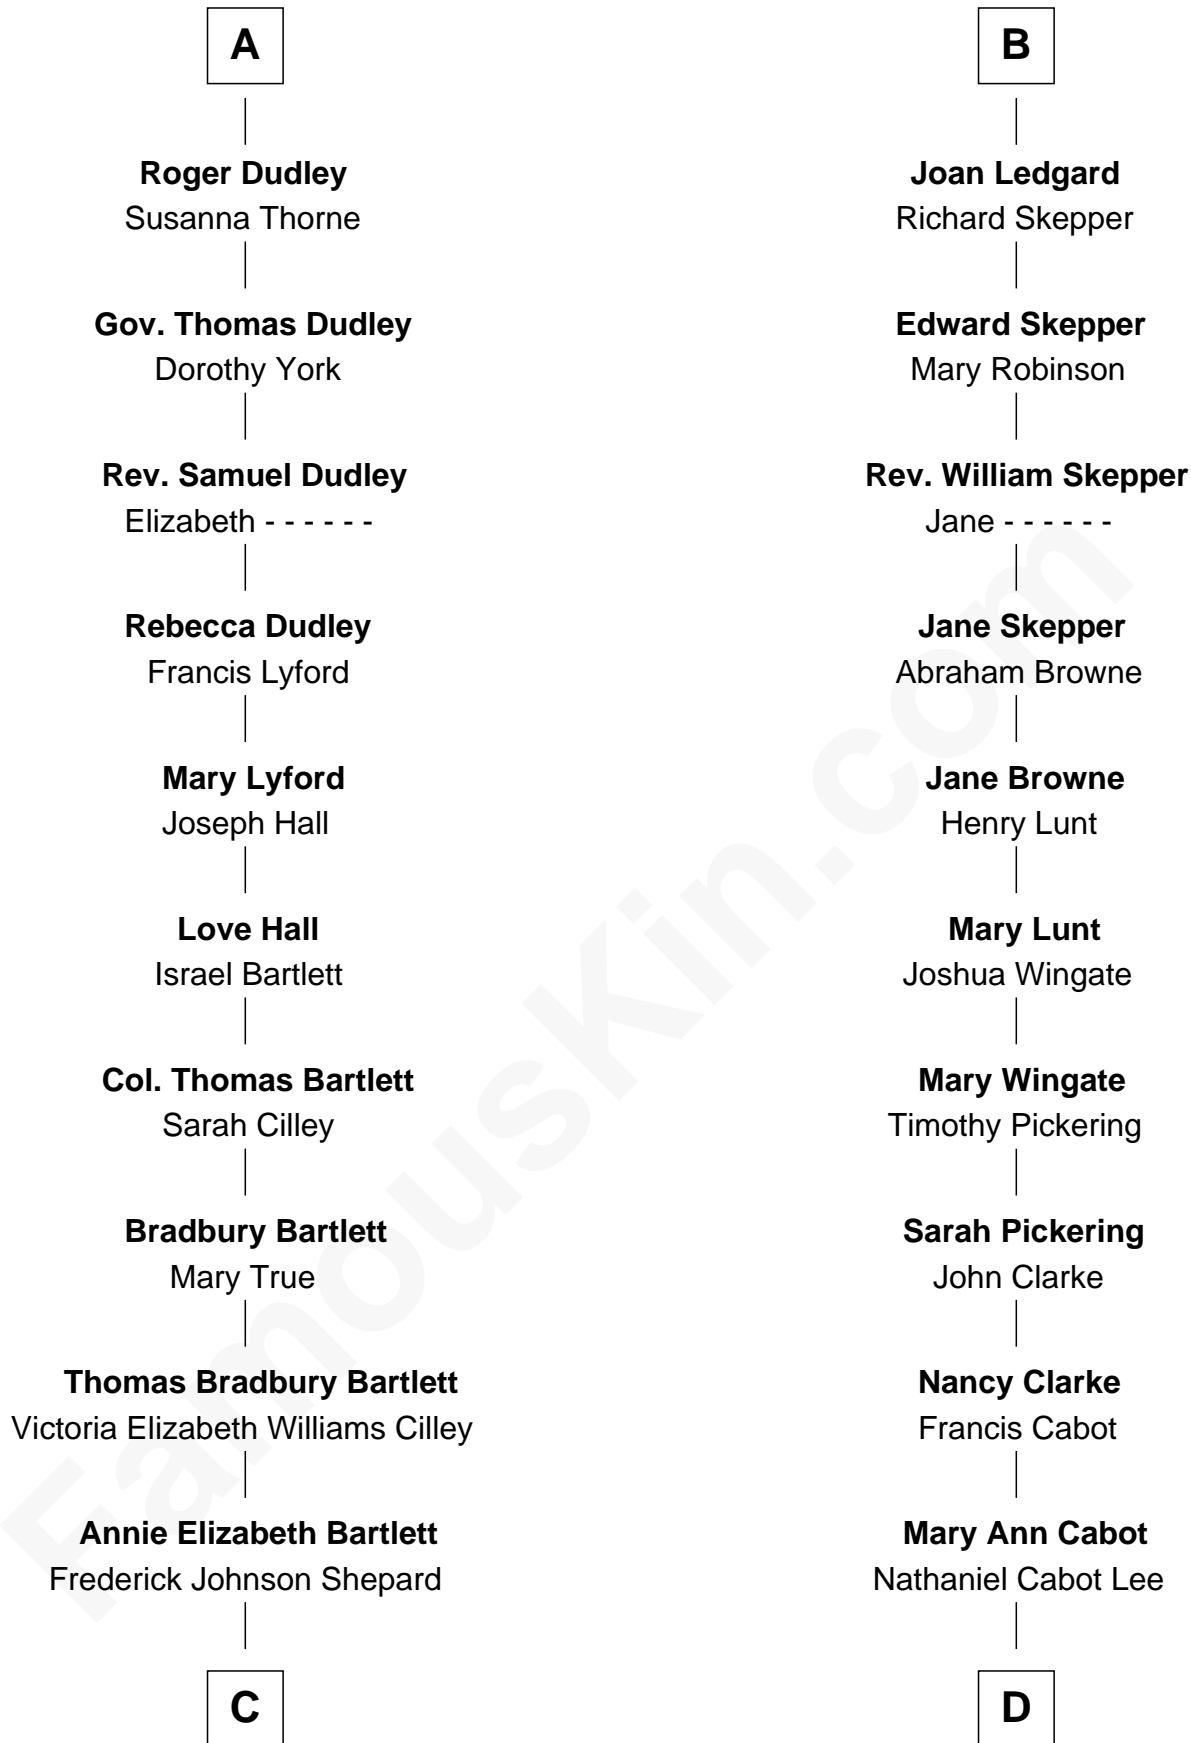 A
Roger Dudley
Susanna Thorne
Gov. Thomas Dudley
Dorothy York
Rev. Samuel Dudley
Elizabeth - - - - - -
Rebecca Dudley
Francis Lyford
Mary Lyford
Joseph Hall
Love Hall
Israel Bartlett
Col. Thomas Bartlett
Sarah Cilley
Bradbury Bartlett
Mary True
Thomas Bradbury Bartlett
Victoria Elizabeth Williams Cilley
Annie Elizabeth Bartlett
Frederick Johnson Shepard
C
B
Joan Ledgard
Richard Skepper
Edward Skepper
Mary Robinson
Rev. William Skepper
Jane - - - - - -
Jane Skepper
Abraham Browne
Jane Browne
Henry Lunt
Mary Lunt
Joshua Wingate
Mary Wingate
Timothy Pickering
Sarah Pickering
John Clarke
Nancy Clarke
Francis Cabot
Mary Ann Cabot
Nathaniel Cabot Lee
D
FamousKin.com